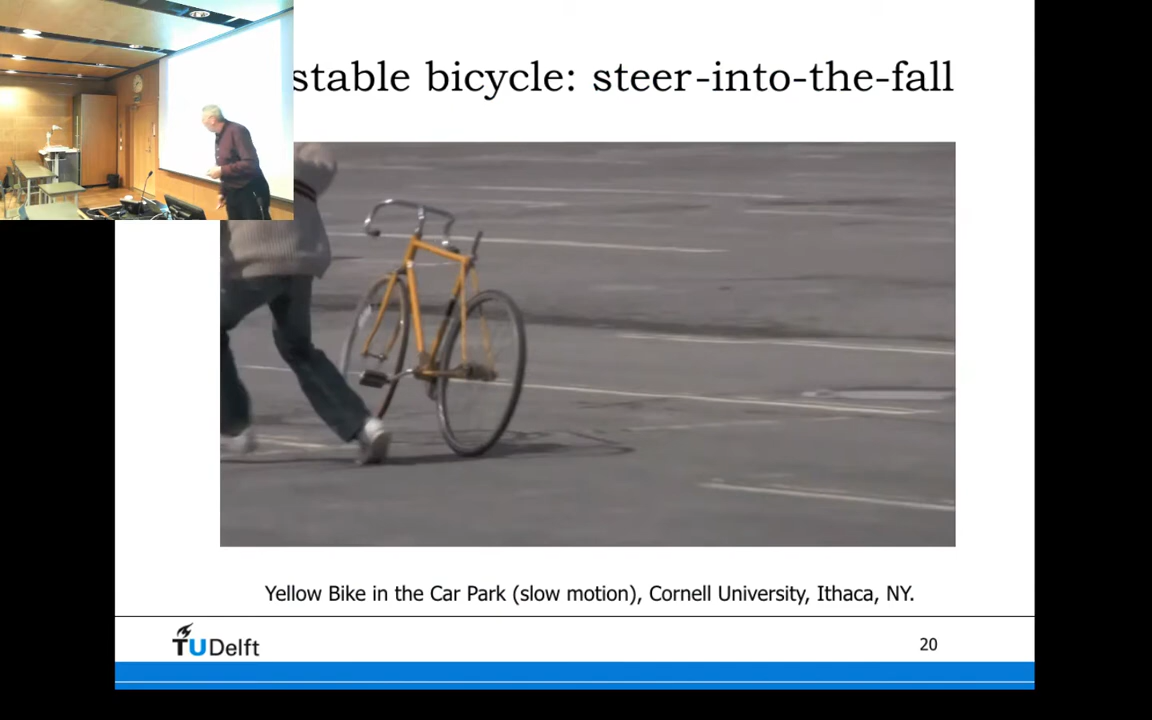 stable bicycle: steer-into-the-fall
Yellow Bike in the Car Park (slow motion), Cornell University, Ithaca, NY.
TUDelft
20